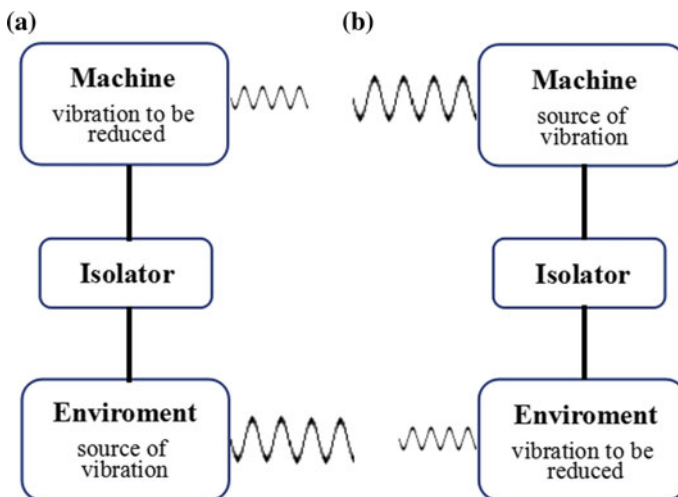 (a)
Machine
vibration to be
reduced
Isolator
Enviroment
source of
vibration
(b)
Machine
source of
vibration
Isolator
Enviroment
vibration to be
reduced